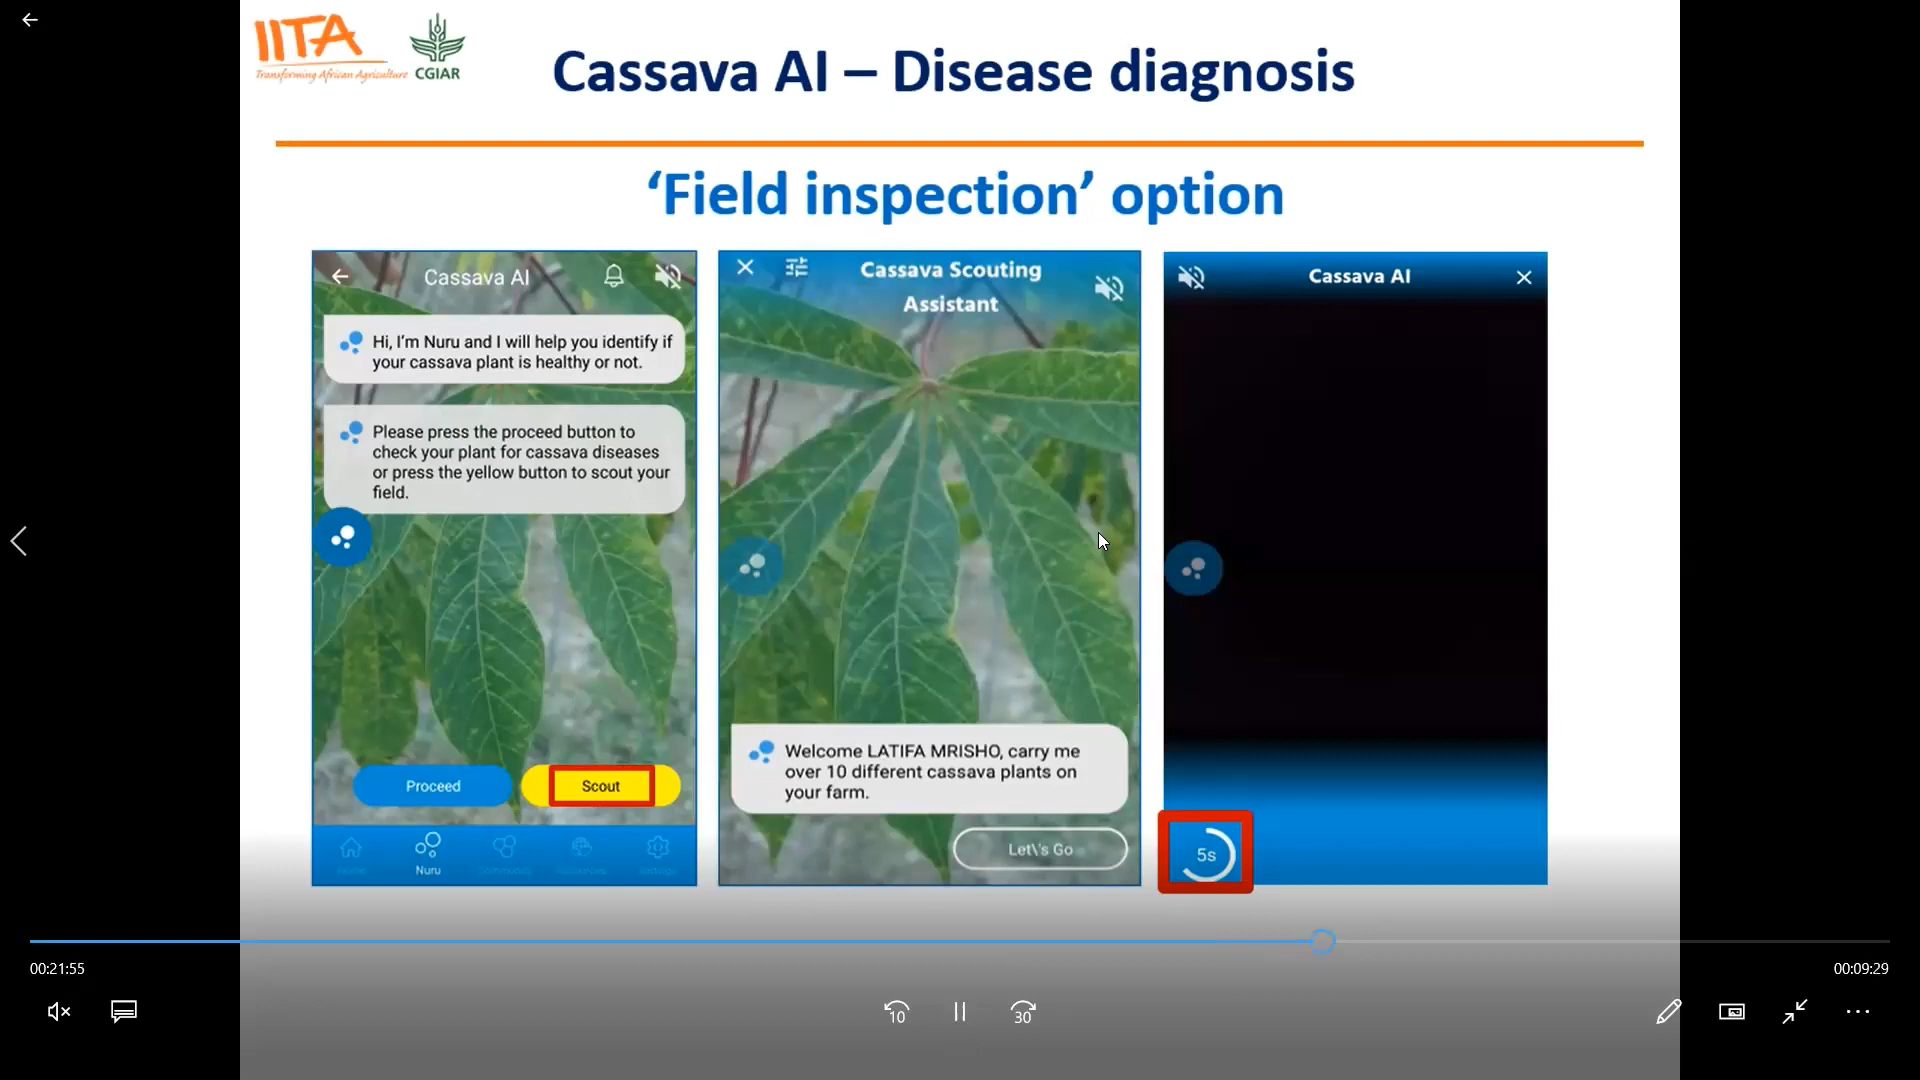 IITA
Transforming African Agriculture
CGIAR
Cassava AI – Disease diagnosis
‘Field inspection’ option
Cassava AI
Hi, I’m Nuru and I will help you identify if
your cassava plant is healthy or not.
Please press the proceed button to
check your plant for cassava diseases
or press the yellow button to scout your
field.
Proceed
Scout
Home
Nuru
Community
Settings
Cassava Scouting
Assistant
Welcome LATIFA MRISHO, carry me
over 10 different cassava plants on
your farm.
Let\'s Go
Cassava AI
5s
00:21:55
00:09:29
10
30